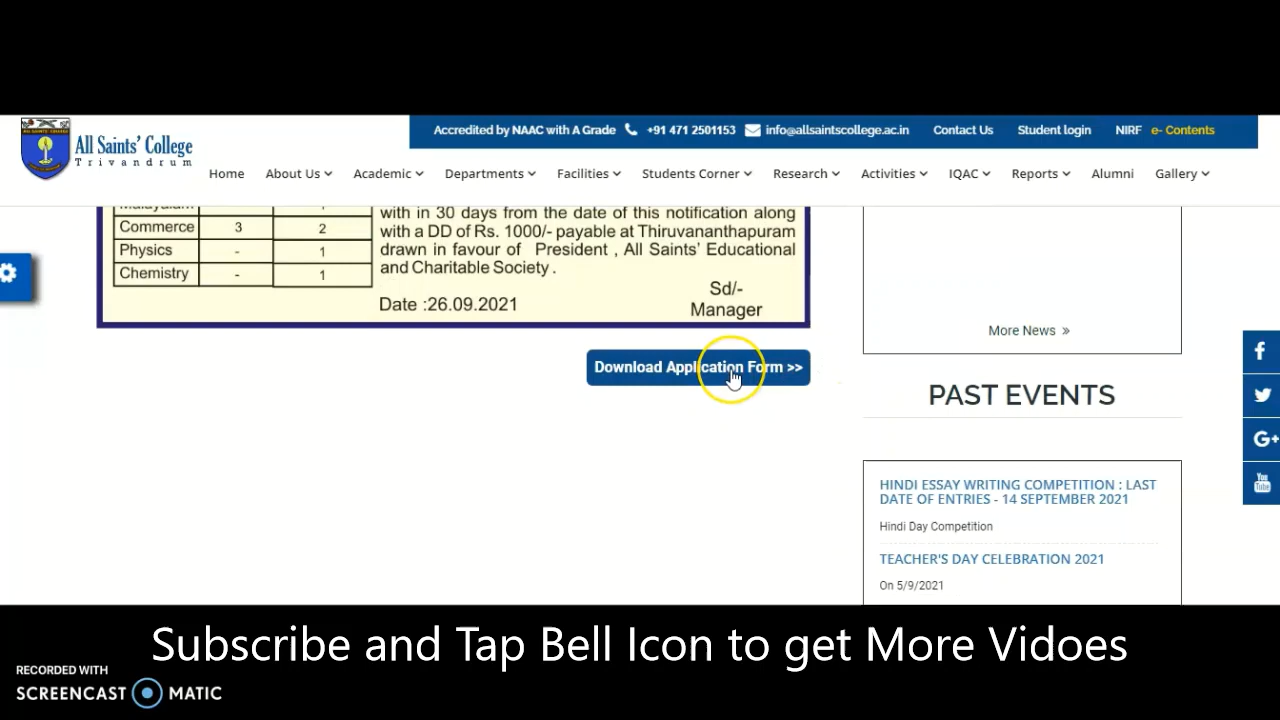 Accredited by NAAC with A Grade +91 471 2501153 info@allsaintscollege.ac.in Contact Us Student login NIRF e- Contents
All Saints' College
Trivandrum
Home About Us Academic Departments Facilities Students Corner Research Activities IQAC Reports Alumni Gallery
Commerce 3 2
Physics - 1
Chemistry - 1
with in 30 days from the date of this notification along
with a DD of Rs. 1000/- payable at Thiruvananthapuram
drawn in favour of President , All Saints' Educational
and Charitable Society .
Sd/-
Date :26.09.2021
Manager
Download Application Form >>
More News »
PAST EVENTS
HINDI ESSAY WRITING COMPETITION : LAST
DATE OF ENTRIES - 14 SEPTEMBER 2021
Hindi Day Competition
TEACHER'S DAY CELEBRATION 2021
On 5/9/2021
f
G+
You
Tube
Subscribe and Tap Bell Icon to get More Vidoes
RECORDED WITH
SCREENCAST MATIC